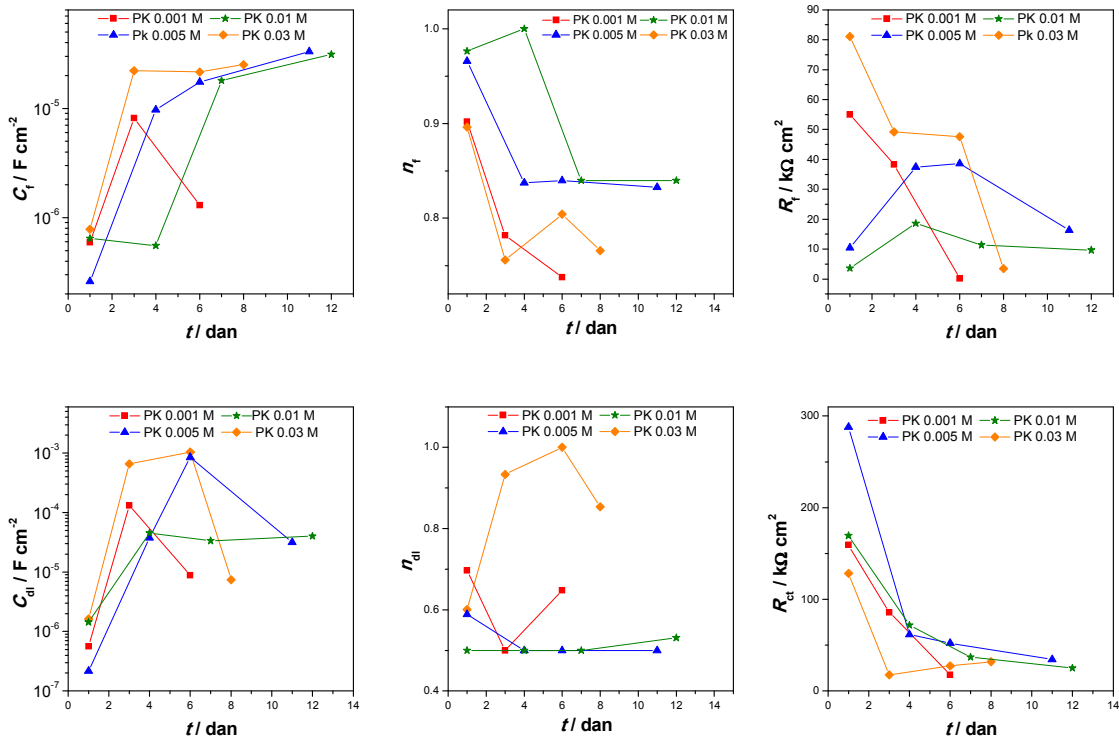 PK 0.001 M PK 0.01 M
Pk 0.005 M PK 0.03 M
10⁻⁵
10⁻⁶
C_f / F cm⁻²
0 2 4 6 8 10 12
t / dan
PK 0.001 M PK 0.01 M
PK 0.005 M PK 0.03 M
1.0
0.9
0.8
n_f
0 2 4 6 8 10 12 14
t / dan
PK 0.001 M PK 0.01 M
PK 0.005 M PK 0.03 M
90
80
70
60
50
40
30
20
10
0
R_f / kΩ cm²
0 2 4 6 8 10 12
t / dan
PK 0.001 M PK 0.01 M
PK 0.005 M PK 0.03 M
10⁻³
10⁻⁴
10⁻⁵
10⁻⁶
10⁻⁷
C_dl / F cm⁻²
0 2 4 6 8 10 12 14
t / dan
PK 0.001 M PK 0.01 M
PK 0.005 M PK 0.03 M
1.0
0.8
0.6
0.4
n_dl
0 2 4 6 8 10 12 14
t / dan
PK 0.001 M PK 0.01 M
PK 0.005 M PK 0.03 M
300
200
100
0
R_ct / kΩ cm²
0 2 4 6 8 10 12 14
t / dan